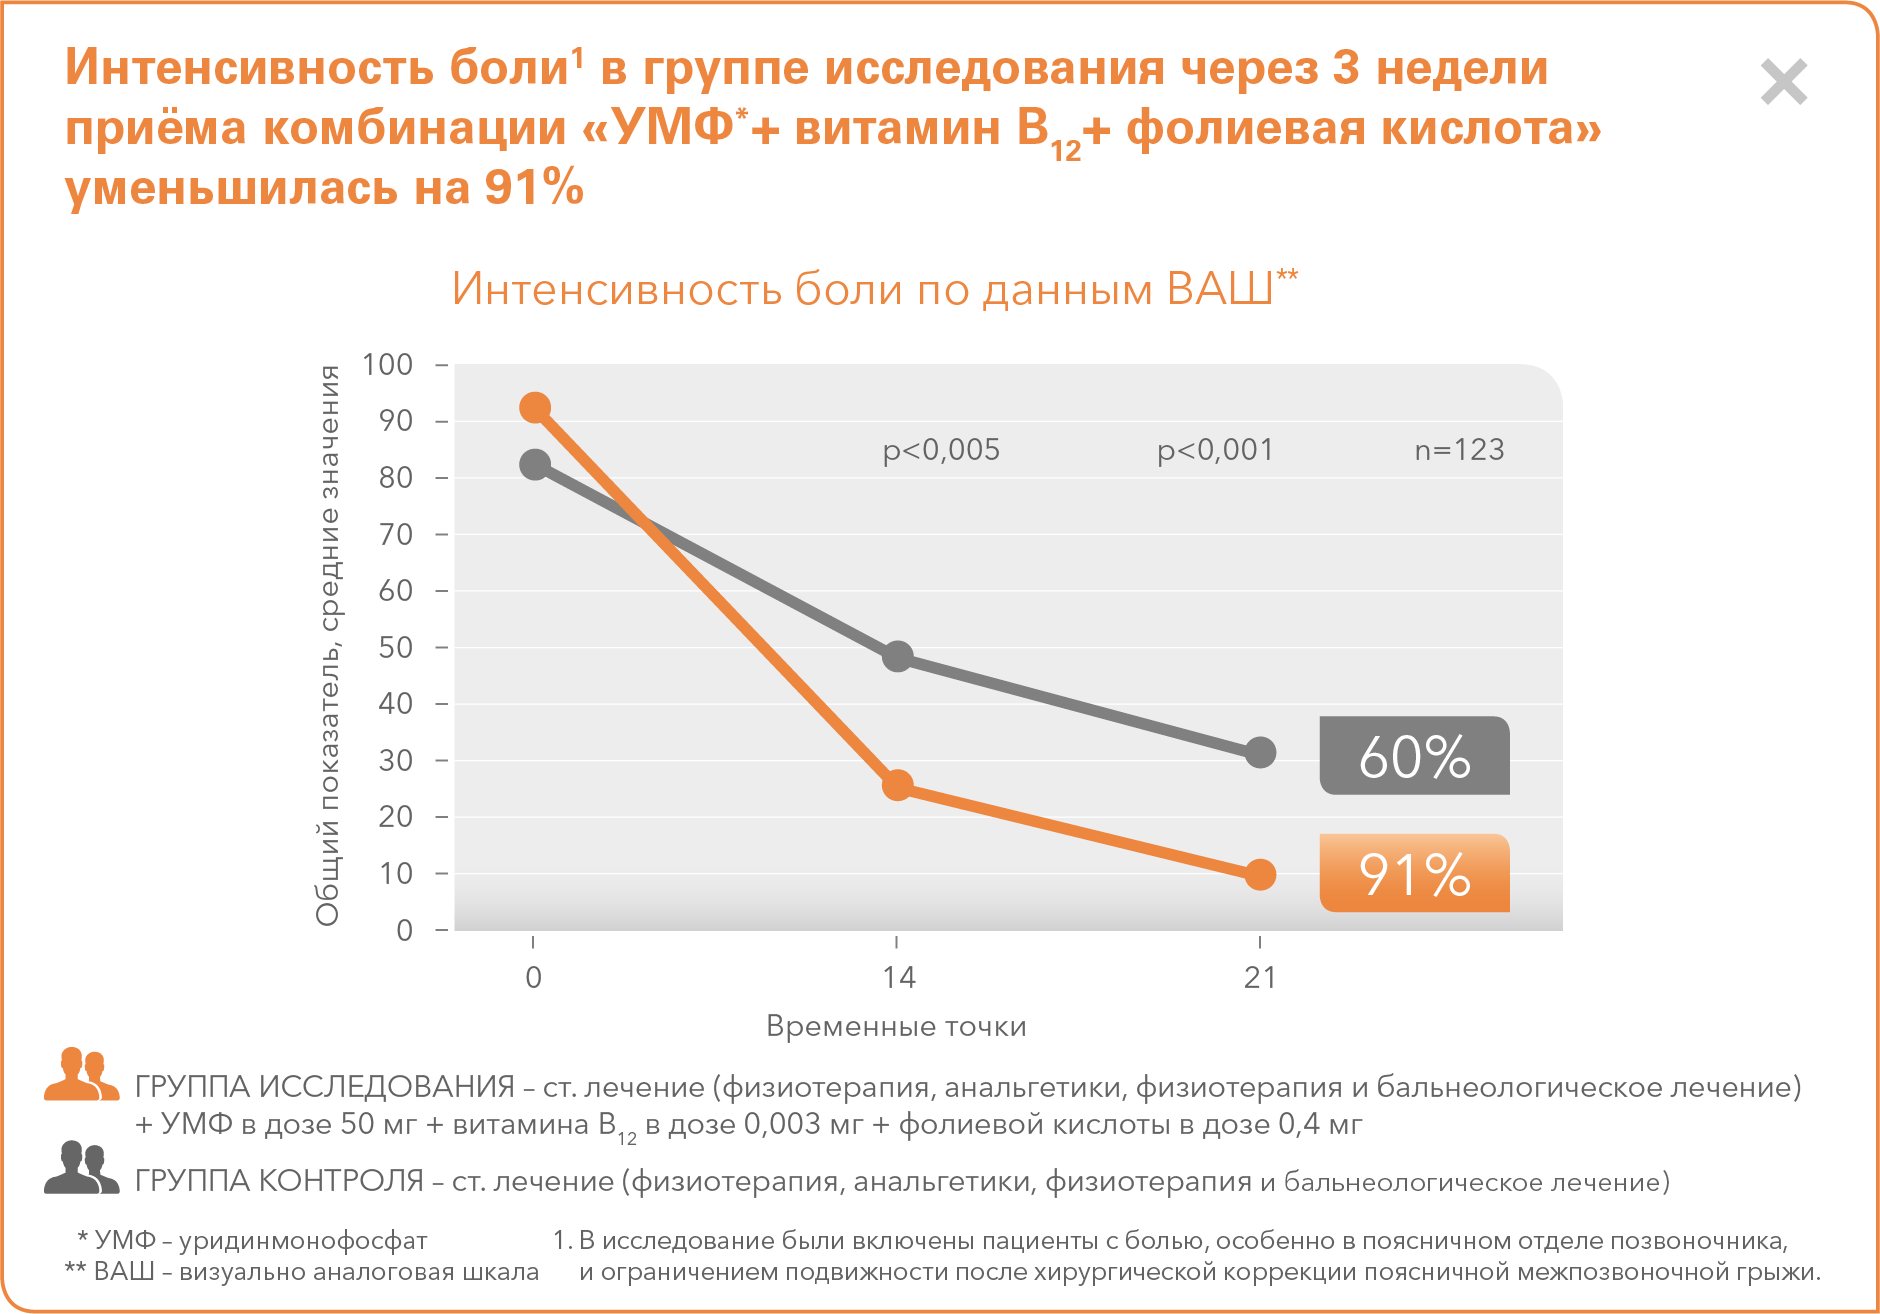 Интенсивность боли¹ в группе исследования через 3 недели
приёма комбинации «УМФ*+ витамин B₁₂+ фолиевая кислота»
уменьшилась на 91%
Интенсивность боли по данным ВАШ**
Общий показатель, средние значения
100
90
80
70
60
50
40
30
20
10
0
p<0,005
p<0,001
n=123
60%
91%
0
14
21
Временные точки
ГРУППА ИССЛЕДОВАНИЯ – ст. лечение (физиотерапия, анальгетики, физиотерапия и бальнеологическое лечение)
+ УМФ в дозе 50 мг + витамина B₁₂ в дозе 0,003 мг + фолиевой кислоты в дозе 0,4 мг
ГРУППА КОНТРОЛЯ – ст. лечение (физиотерапия, анальгетики, физиотерапия и бальнеологическое лечение)
* УМФ – уридинмонофосфат
** ВАШ – визуально аналоговая шкала
1. В исследование были включены пациенты с болью, особенно в поясничном отделе позвоночника,
и ограничением подвижности после хирургической коррекции поясничной межпозвоночной грыжи.